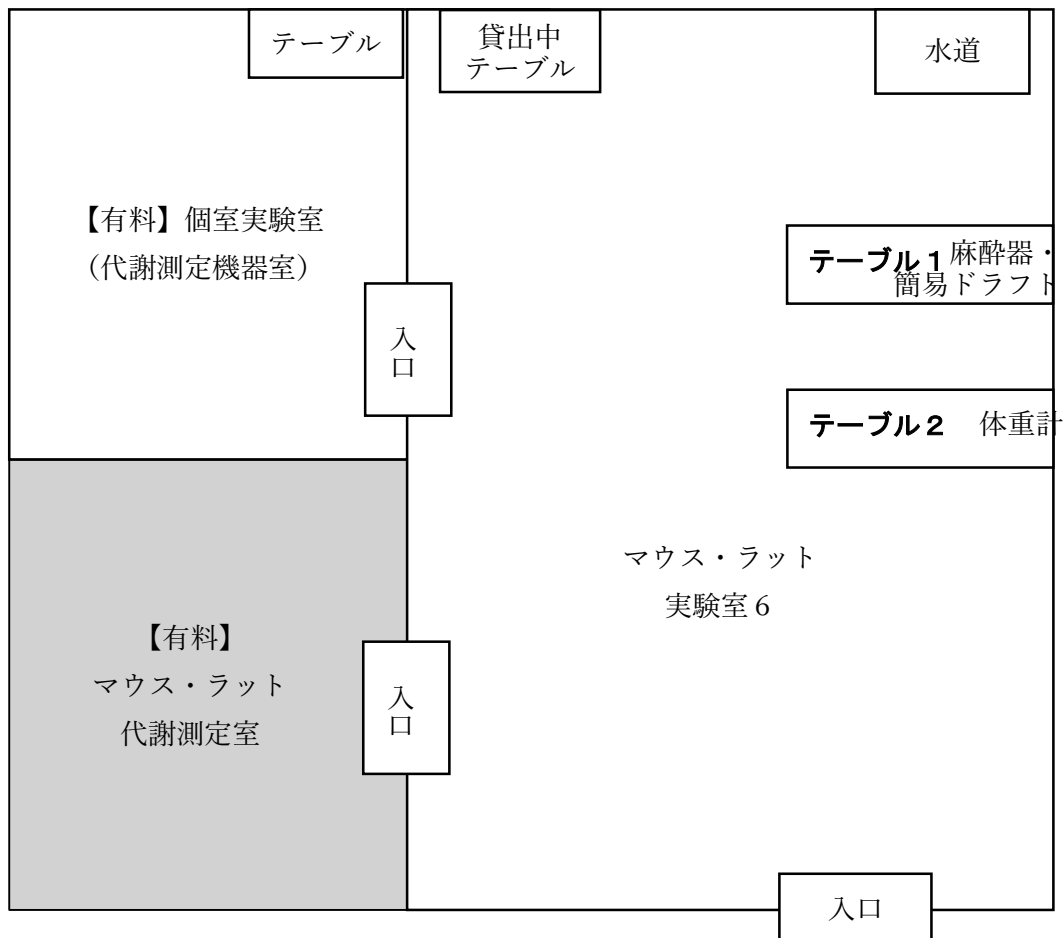 テーブル
貸出中
テーブル
水道
【有料】個室実験室
（代謝測定機器室）
テーブル１ 麻酔器・
簡易ドラフト
入口
テーブル２　体重計
マウス・ラット
実験室６
【有料】
マウス・ラット
代謝測定室
入口
入口